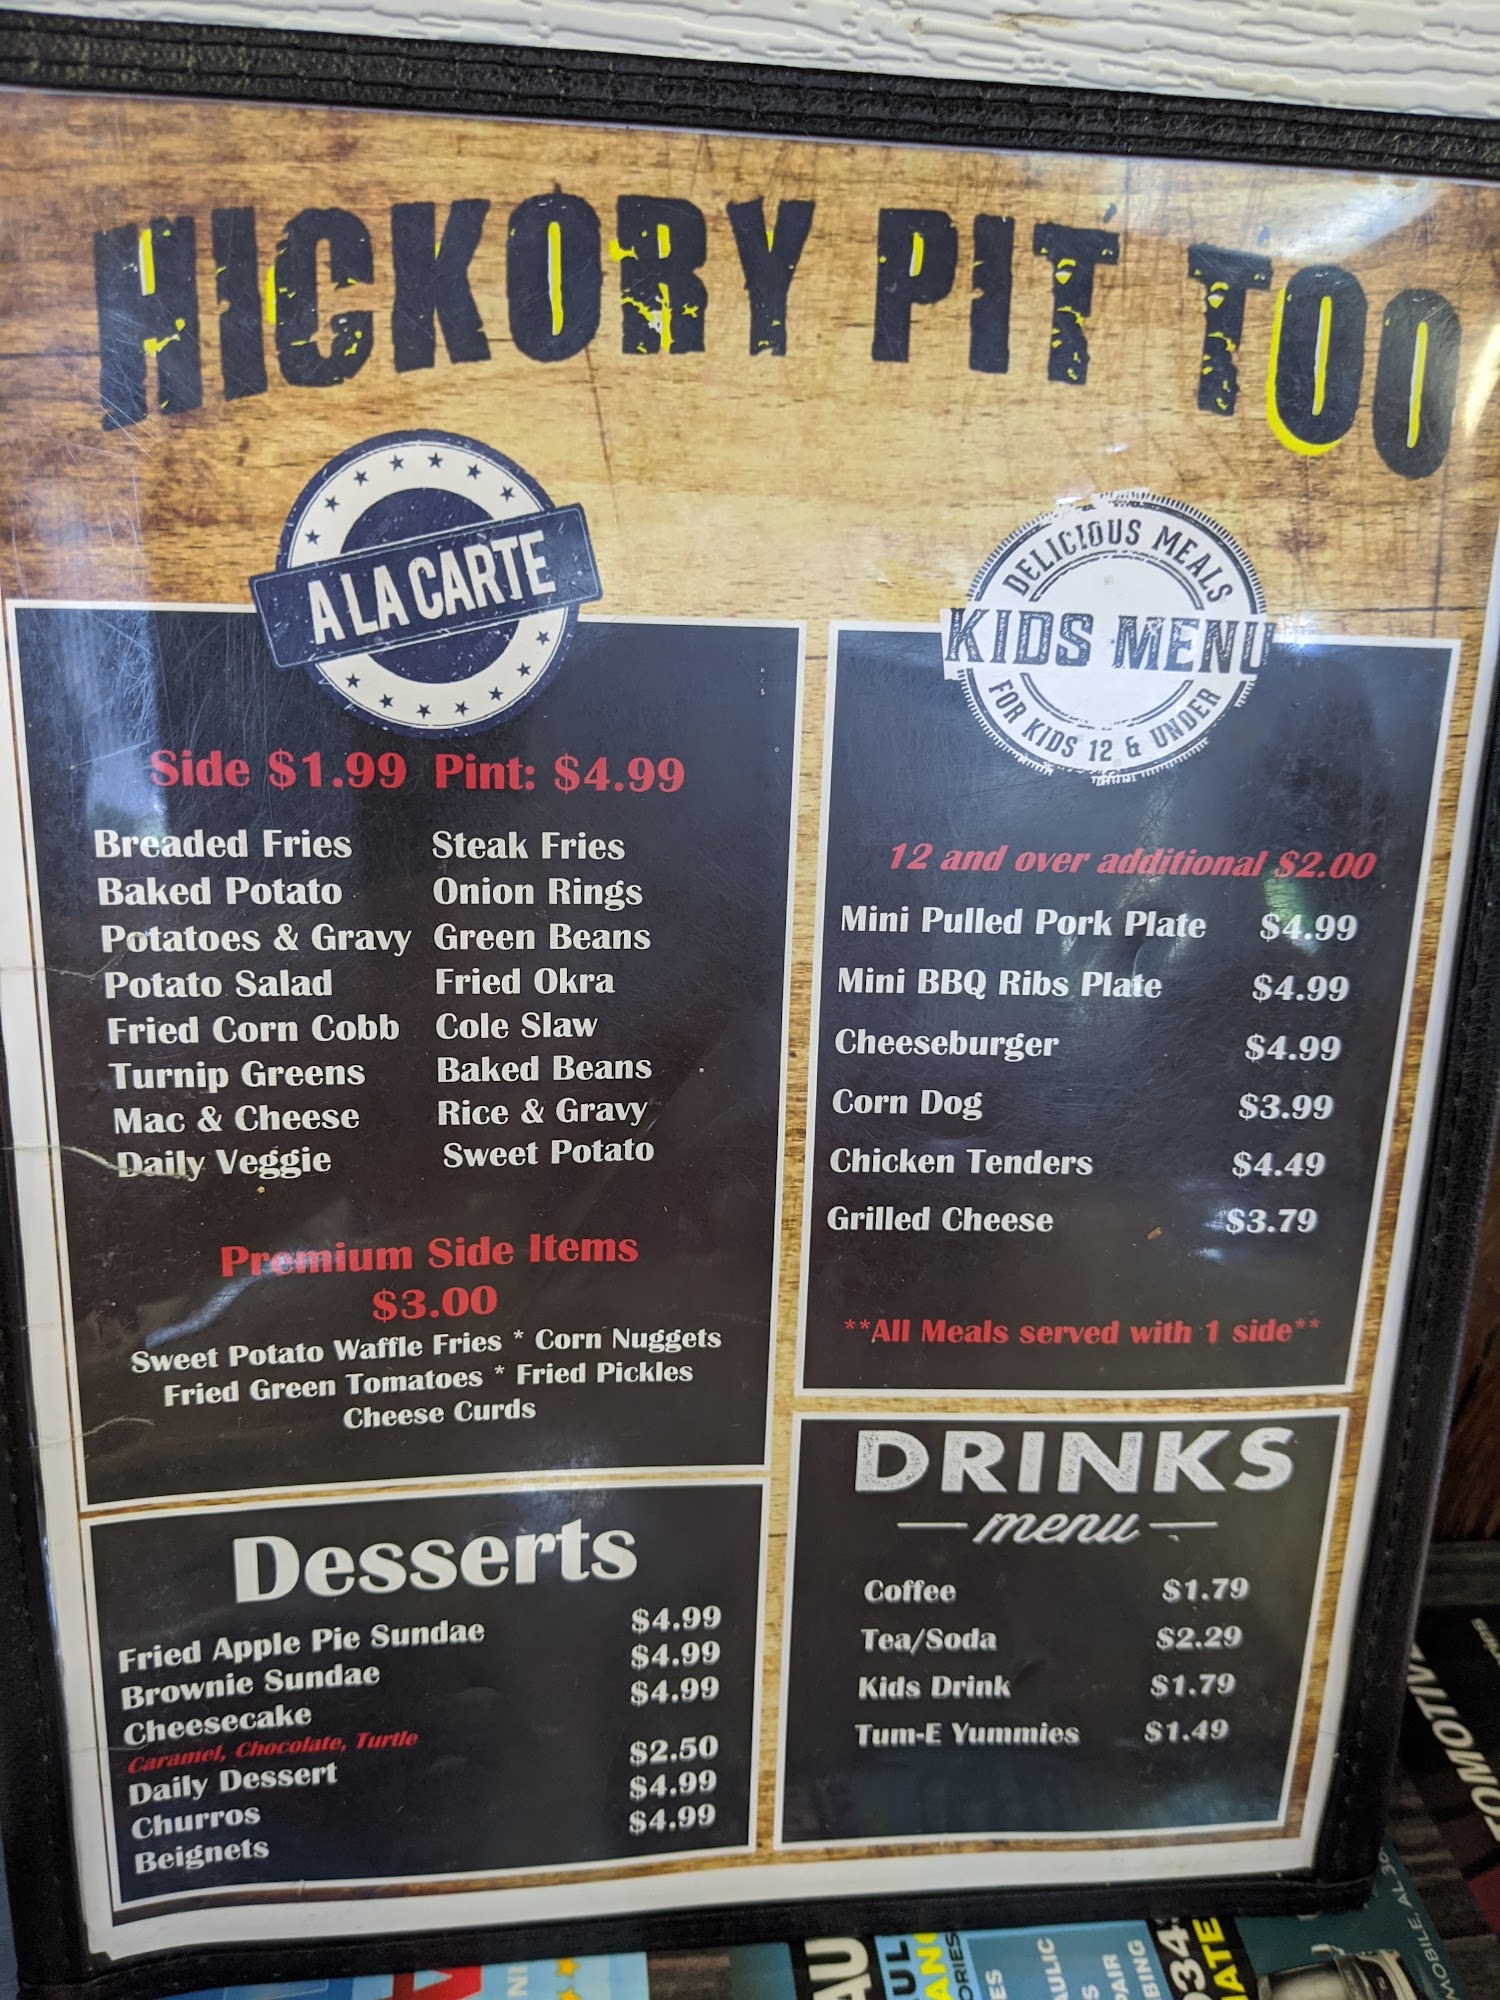 HICKORY PIT TOO
A LA CARTE
Side $1.99 Pint: $4.99
Breaded Fries
Baked Potato
Potatoes & Gravy
Potato Salad
Fried Corn Cobb
Turnip Greens
Mac & Cheese
Daily Veggie
Steak Fries
Onion Rings
Green Beans
Fried Okra
Cole Slaw
Baked Beans
Rice & Gravy
Sweet Potato
Premium Side Items
$3.00
Sweet Potato Waffle Fries * Corn Nuggets
Fried Green Tomatoes * Fried Pickles
Cheese Curds
DELICIOUS MEALS
KIDS MENU
FOR KIDS 12 & UNDER
12 and over additional $2.00
Mini Pulled Pork Plate $4.99
Mini BBQ Ribs Plate $4.99
Cheeseburger $4.99
Corn Dog $3.99
Chicken Tenders $4.49
Grilled Cheese $3.79
**All Meals served with 1 side**
Desserts
Fried Apple Pie Sundae $4.99
Brownie Sundae $4.99
Cheesecake $4.99
Caramel, Chocolate, Turtle
Daily Dessert $2.50
Churros $4.99
Beignets $4.99
DRINKS
menu
Coffee $1.79
Tea/Soda $2.29
Kids Drink $1.79
Tum-E Yummies $1.49
MOBILE, AL